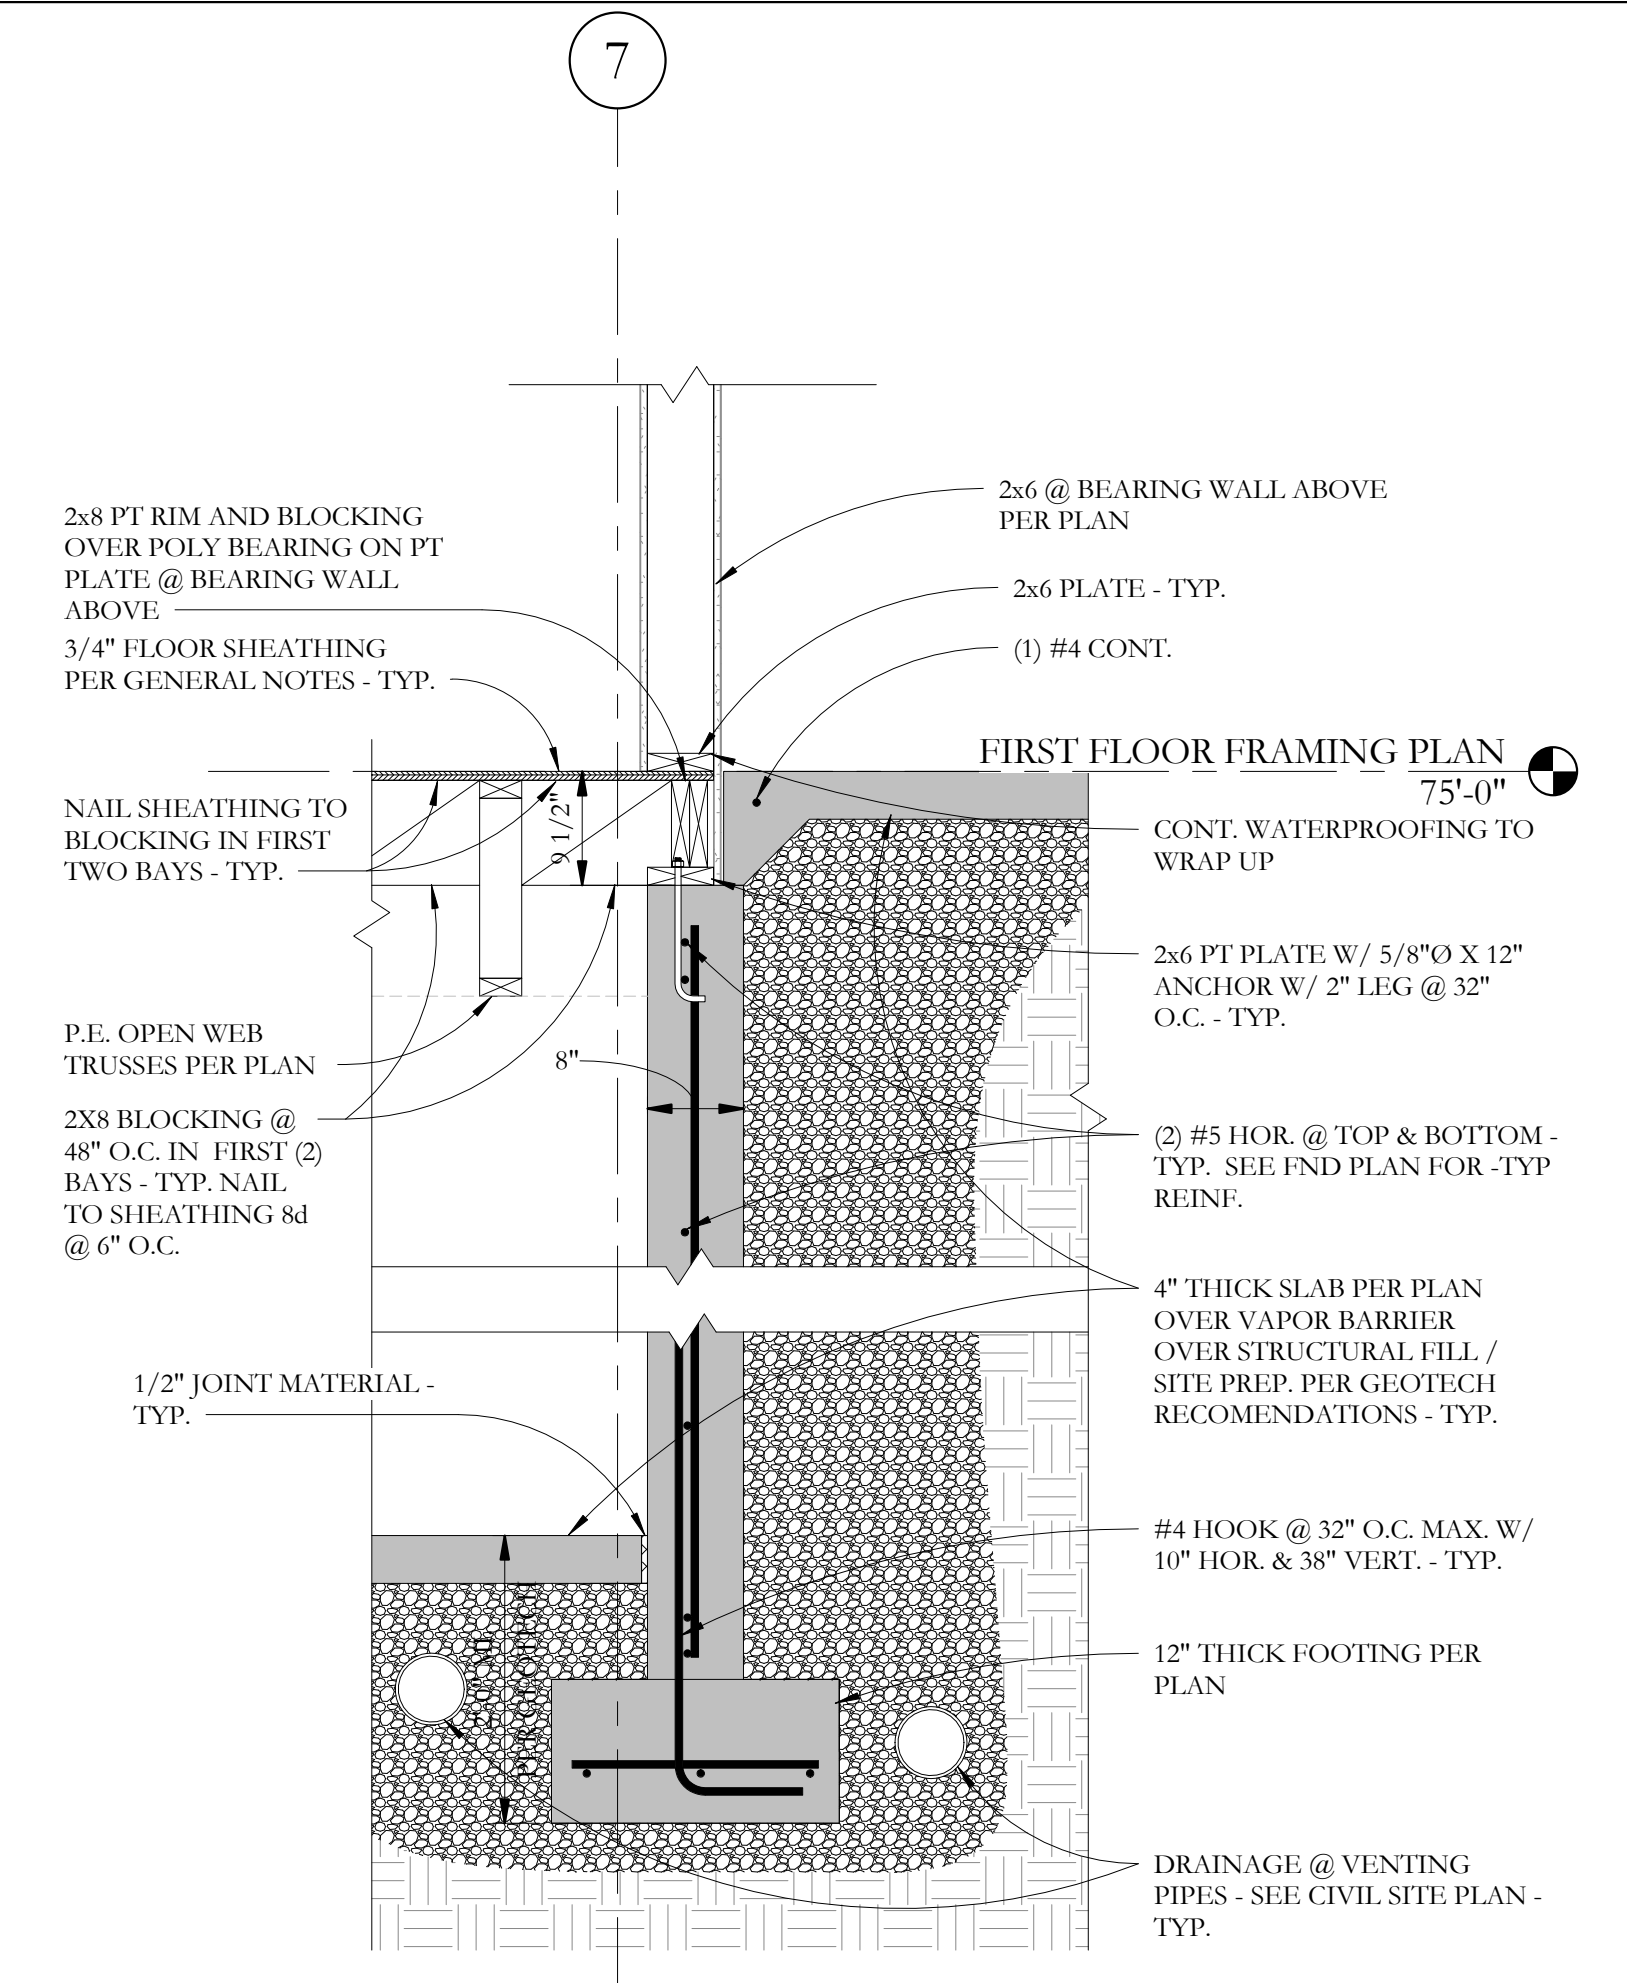 7
2x8 PT RIM AND BLOCKING
OVER POLY BEARING ON PT
PLATE @ BEARING WALL
ABOVE
3/4" FLOOR SHEATHING
PER GENERAL NOTES - TYP.
NAIL SHEATHING TO
BLOCKING IN FIRST
TWO BAYS - TYP.
P.E. OPEN WEB
TRUSSES PER PLAN
2X8 BLOCKING @
48" O.C. IN FIRST (2)
BAYS - TYP. NAIL
TO SHEATHING 8d
@ 6" O.C.
1/2" JOINT MATERIAL -
TYP.
9 1/2"
8"
PER GEOTECH
2x6 @ BEARING WALL ABOVE
PER PLAN
2x6 PLATE - TYP.
(1) #4 CONT.
FIRST FLOOR FRAMING PLAN
75'-0"
CONT. WATERPROOFING TO
WRAP UP
2x6 PT PLATE W/ 5/8"Ø X 12"
ANCHOR W/ 2" LEG @ 32"
O.C. - TYP.
(2) #5 HOR. @ TOP & BOTTOM -
TYP. SEE FND PLAN FOR -TYP
REINF.
4" THICK SLAB PER PLAN
OVER VAPOR BARRIER
OVER STRUCTURAL FILL /
SITE PREP. PER GEOTECH
RECOMENDATIONS - TYP.
#4 HOOK @ 32" O.C. MAX. W/
10" HOR. & 38" VERT. - TYP.
12" THICK FOOTING PER
PLAN
DRAINAGE @ VENTING
PIPES - SEE CIVIL SITE PLAN -
TYP.